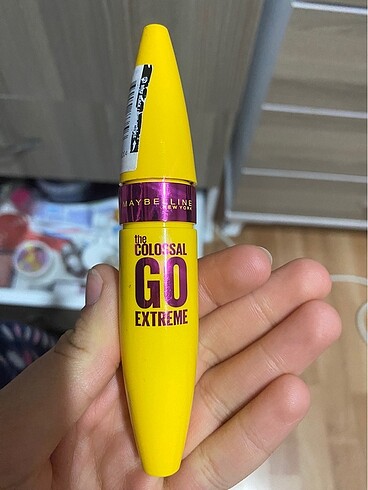 MAYBELLINE
NEW YORK
the
COLOSSAL
GO
EXTREME